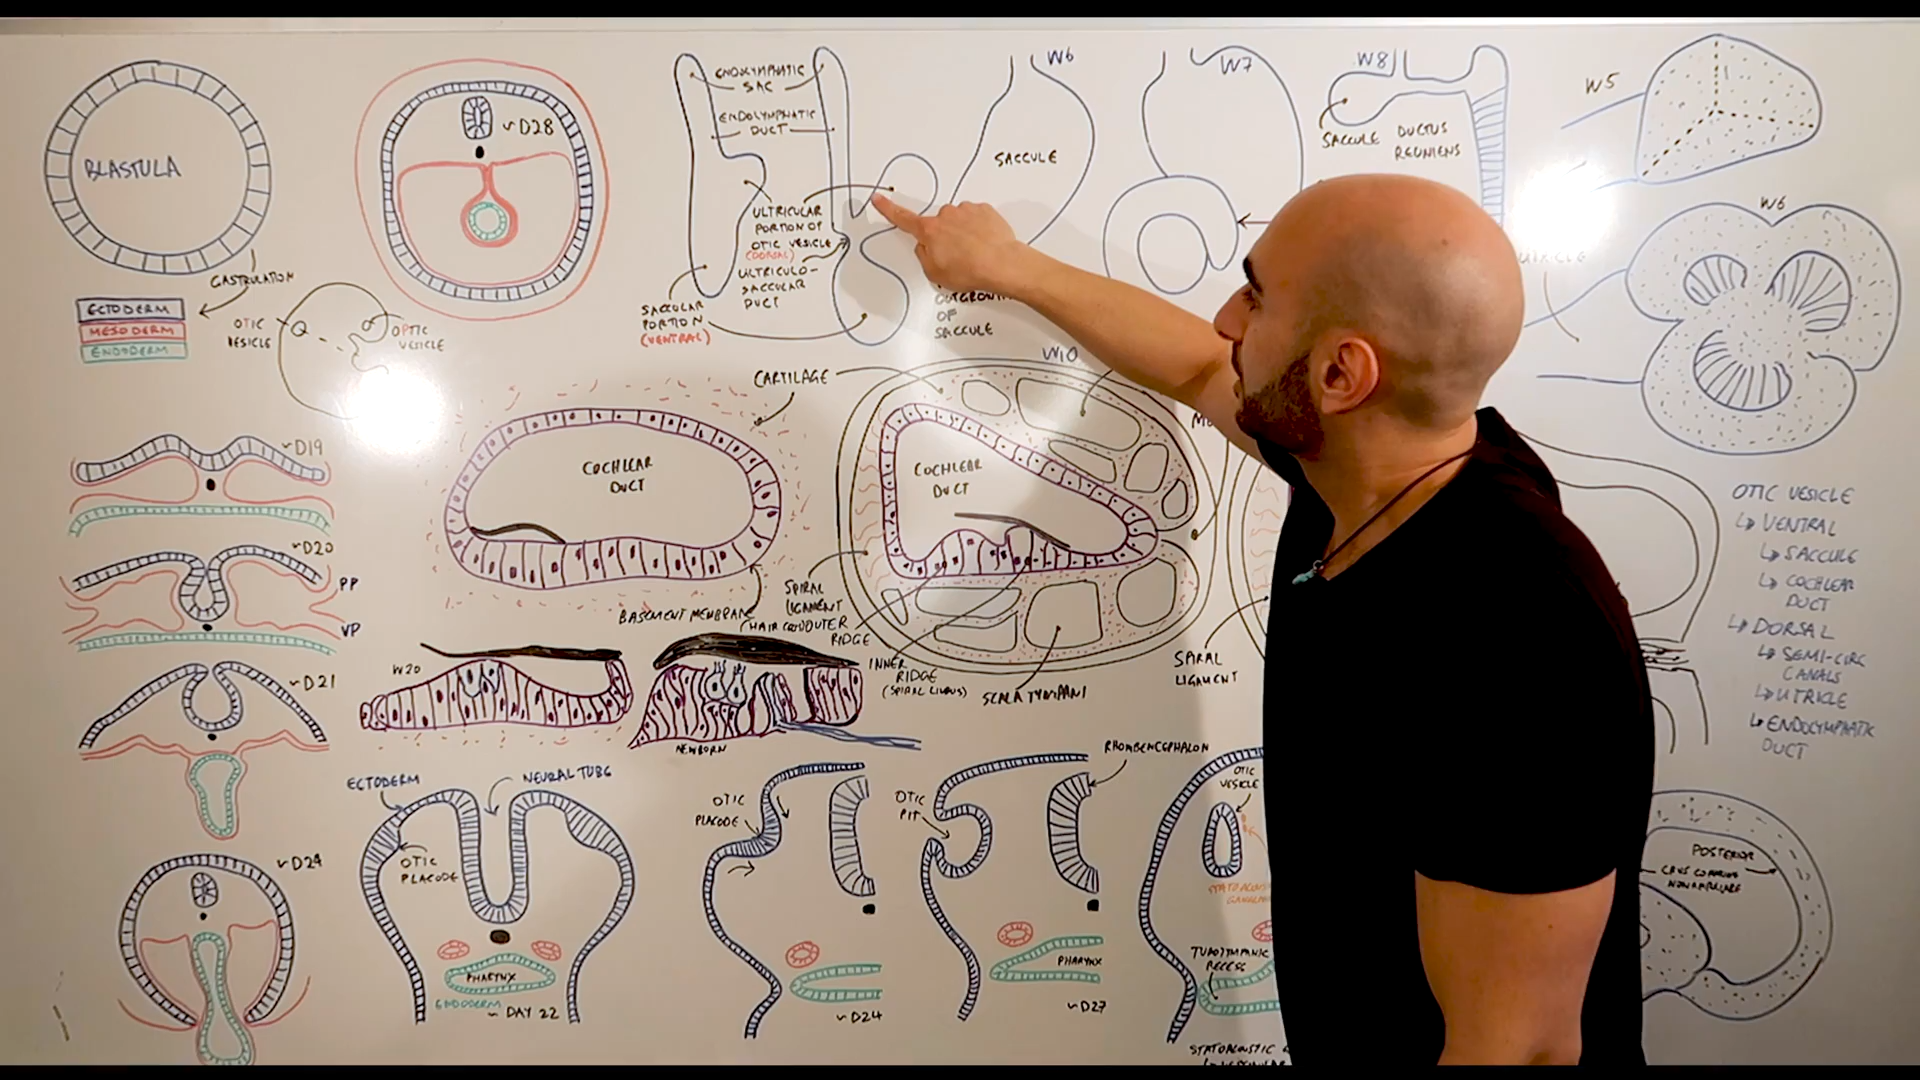 BLASTULA
GASTRULATION
ECTODERM
MESODERM
ENDODERM
OTIC
VESICLE
OPTIC
VESICLE
~D28
ENDOLYMPHATIC
SAC
ENDOLYMPHATIC
DUCT
ULTRICULAR
PORTION OF
OTIC VESICLE
(DORSAL)
ULTRICULO-
SACCULAR
DUCT
SACCULAR
PORTION
(VENTRAL)
W6
SACCULE
OF
SACCULE
W7
W8
SACCULE
DUCTUS
REUNIENS
W5
W6
~D19
~D20
PP
VP
~D21
~D24
CARTILAGE
COCHLEAR
DUCT
BASEMENT MEMBRANE
W10
COCHLEAR
DUCT
SPIRAL
LIGAMENT
OUTER
RIDGE
INNER
RIDGE
(SPIRAL LIMBUS)
SCALA TYMPANI
SPIRAL
LIGAMENT
W20
NEWBORN
OTIC VESICLE
↳ VENTRAL
↳ SACCULE
↳ COCHLEAR
DUCT
↳ DORSAL
↳ SEMI-CIRC
CANALS
↳ UTRICLE
↳ ENDOLYMPHATIC
DUCT
ECTODERM
NEURAL TUBE
OTIC
PLACODE
PHARYNX
ENDODERM
~ DAY 22
OTIC
PLACODE
~D24
OTIC
PIT
RHOMBENCEPHALON
PHARYNX
~D27
OTIC
VESICLE
TUBOTYMPANIC
RECESS
STATOACOUSTIC
POSTERIOR